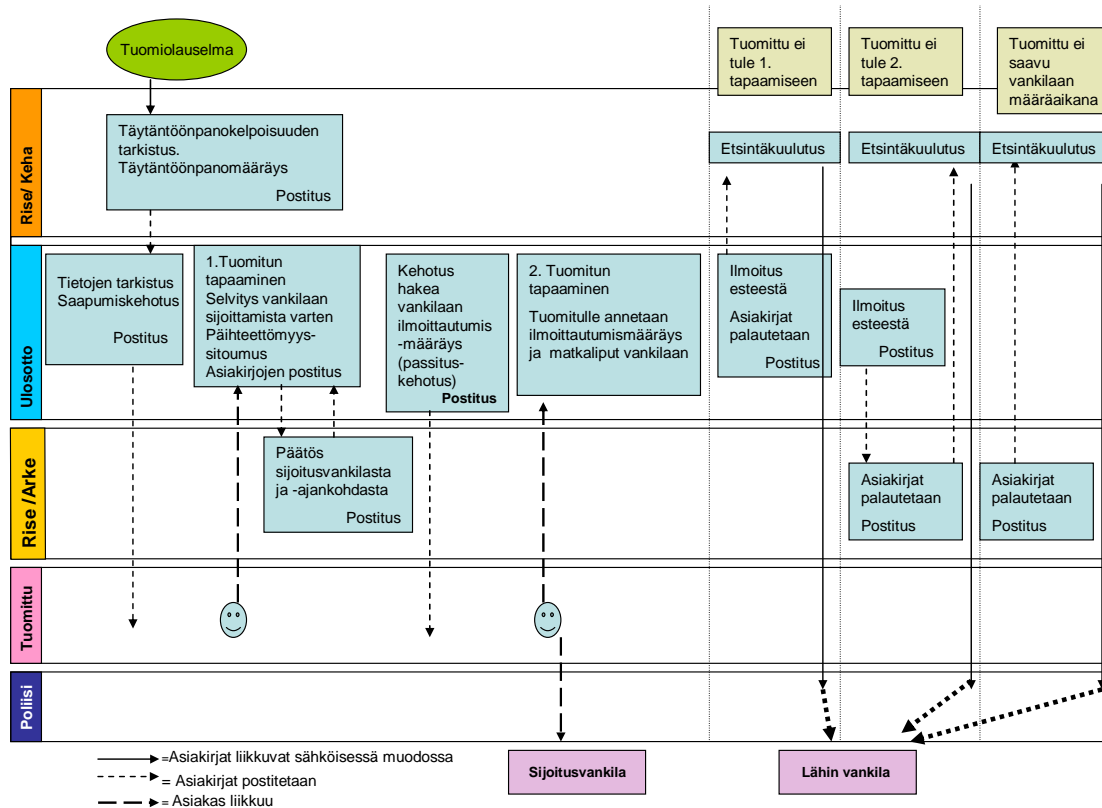 Tuomiolauselma
Tuomittu ei
tule 1.
tapaamiseen
Tuomittu ei
tule 2.
tapaamiseen
Tuomittu ei
saavu
vankilaan
määräaikana
Rise/ Keha
Täytäntöönpanokelpoisuuden
tarkistus.
Täytäntöönpanomääräys
Postitus
Etsintäkuulutus
Etsintäkuulutus
Etsintäkuulutus
Ulosotto
Tietojen tarkistus
Saapumiskehotus
Postitus
1.Tuomitun
tapaaminen
Selvitys vankilaan
sijoittamista varten
Päihteettömyys-
sitoumus
Asiakirjojen postitus
Kehotus
hakea
vankilaan
ilmoittautumis
-määräys
(passitus-
kehotus)
Postitus
2. Tuomitun
tapaaminen
Tuomitulle annetaan
ilmoittautumismääräys
ja matkaliput vankilaan
Ilmoitus
esteestä
Asiakirjat
palautetaan
Postitus
Ilmoitus
esteestä
Postitus
Rise /Arke
Päätös
sijoitusvankilasta
ja -ajankohdasta
Postitus
Asiakirjat
palautetaan
Postitus
Asiakirjat
palautetaan
Postitus
Tuomittu
Poliisi
=Asiakirjat liikkuvat sähköisessä muodossa
= Asiakirjat postitetaan
= Asiakas liikkuu
Sijoitusvankila
Lähin vankila